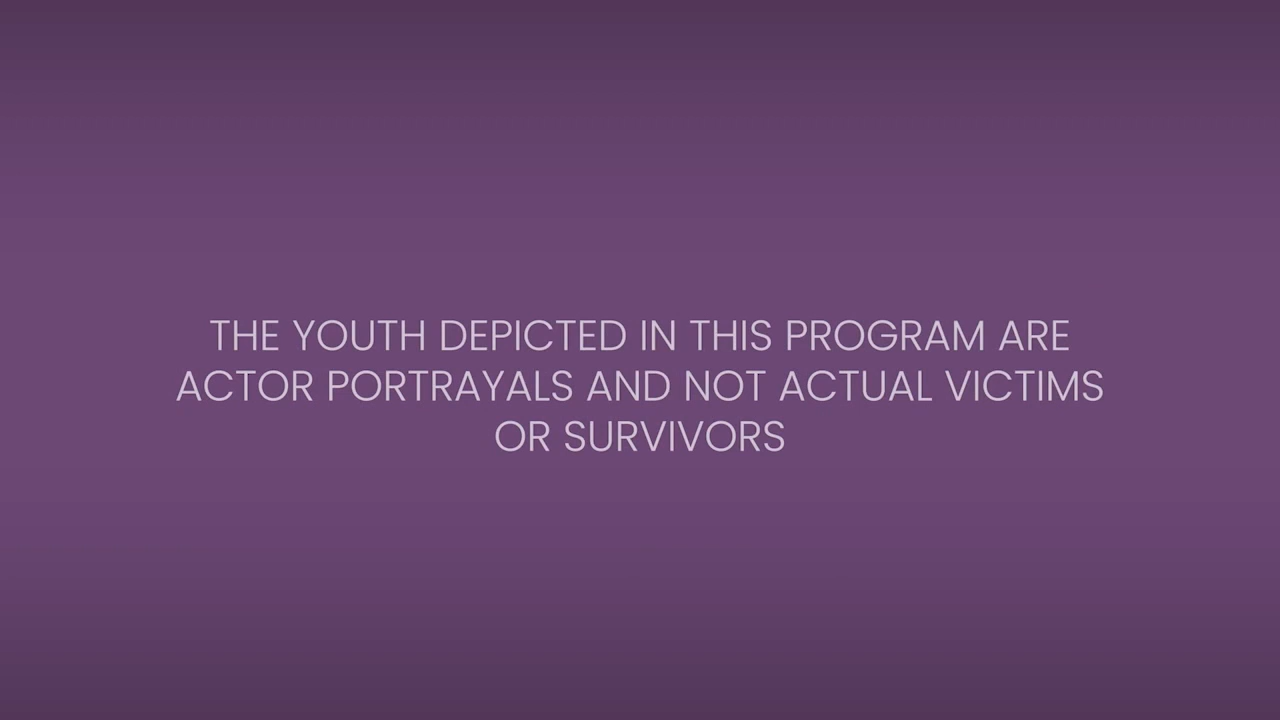 THE YOUTH DEPICTED IN THIS PROGRAM ARE
ACTOR PORTRAYALS AND NOT ACTUAL VICTIMS
OR SURVIVORS